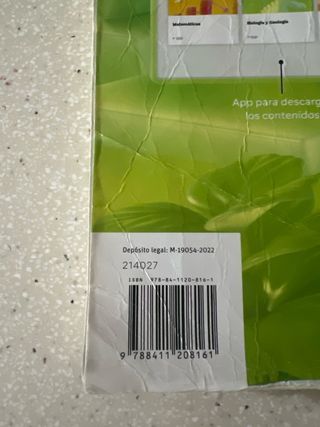 Matemáticas
Biología y Geología
App para descarg
los contenidos
Depósito legal: M-19054-2022
214027
ISBN 978-84-1120-816-1
9 788411 208161